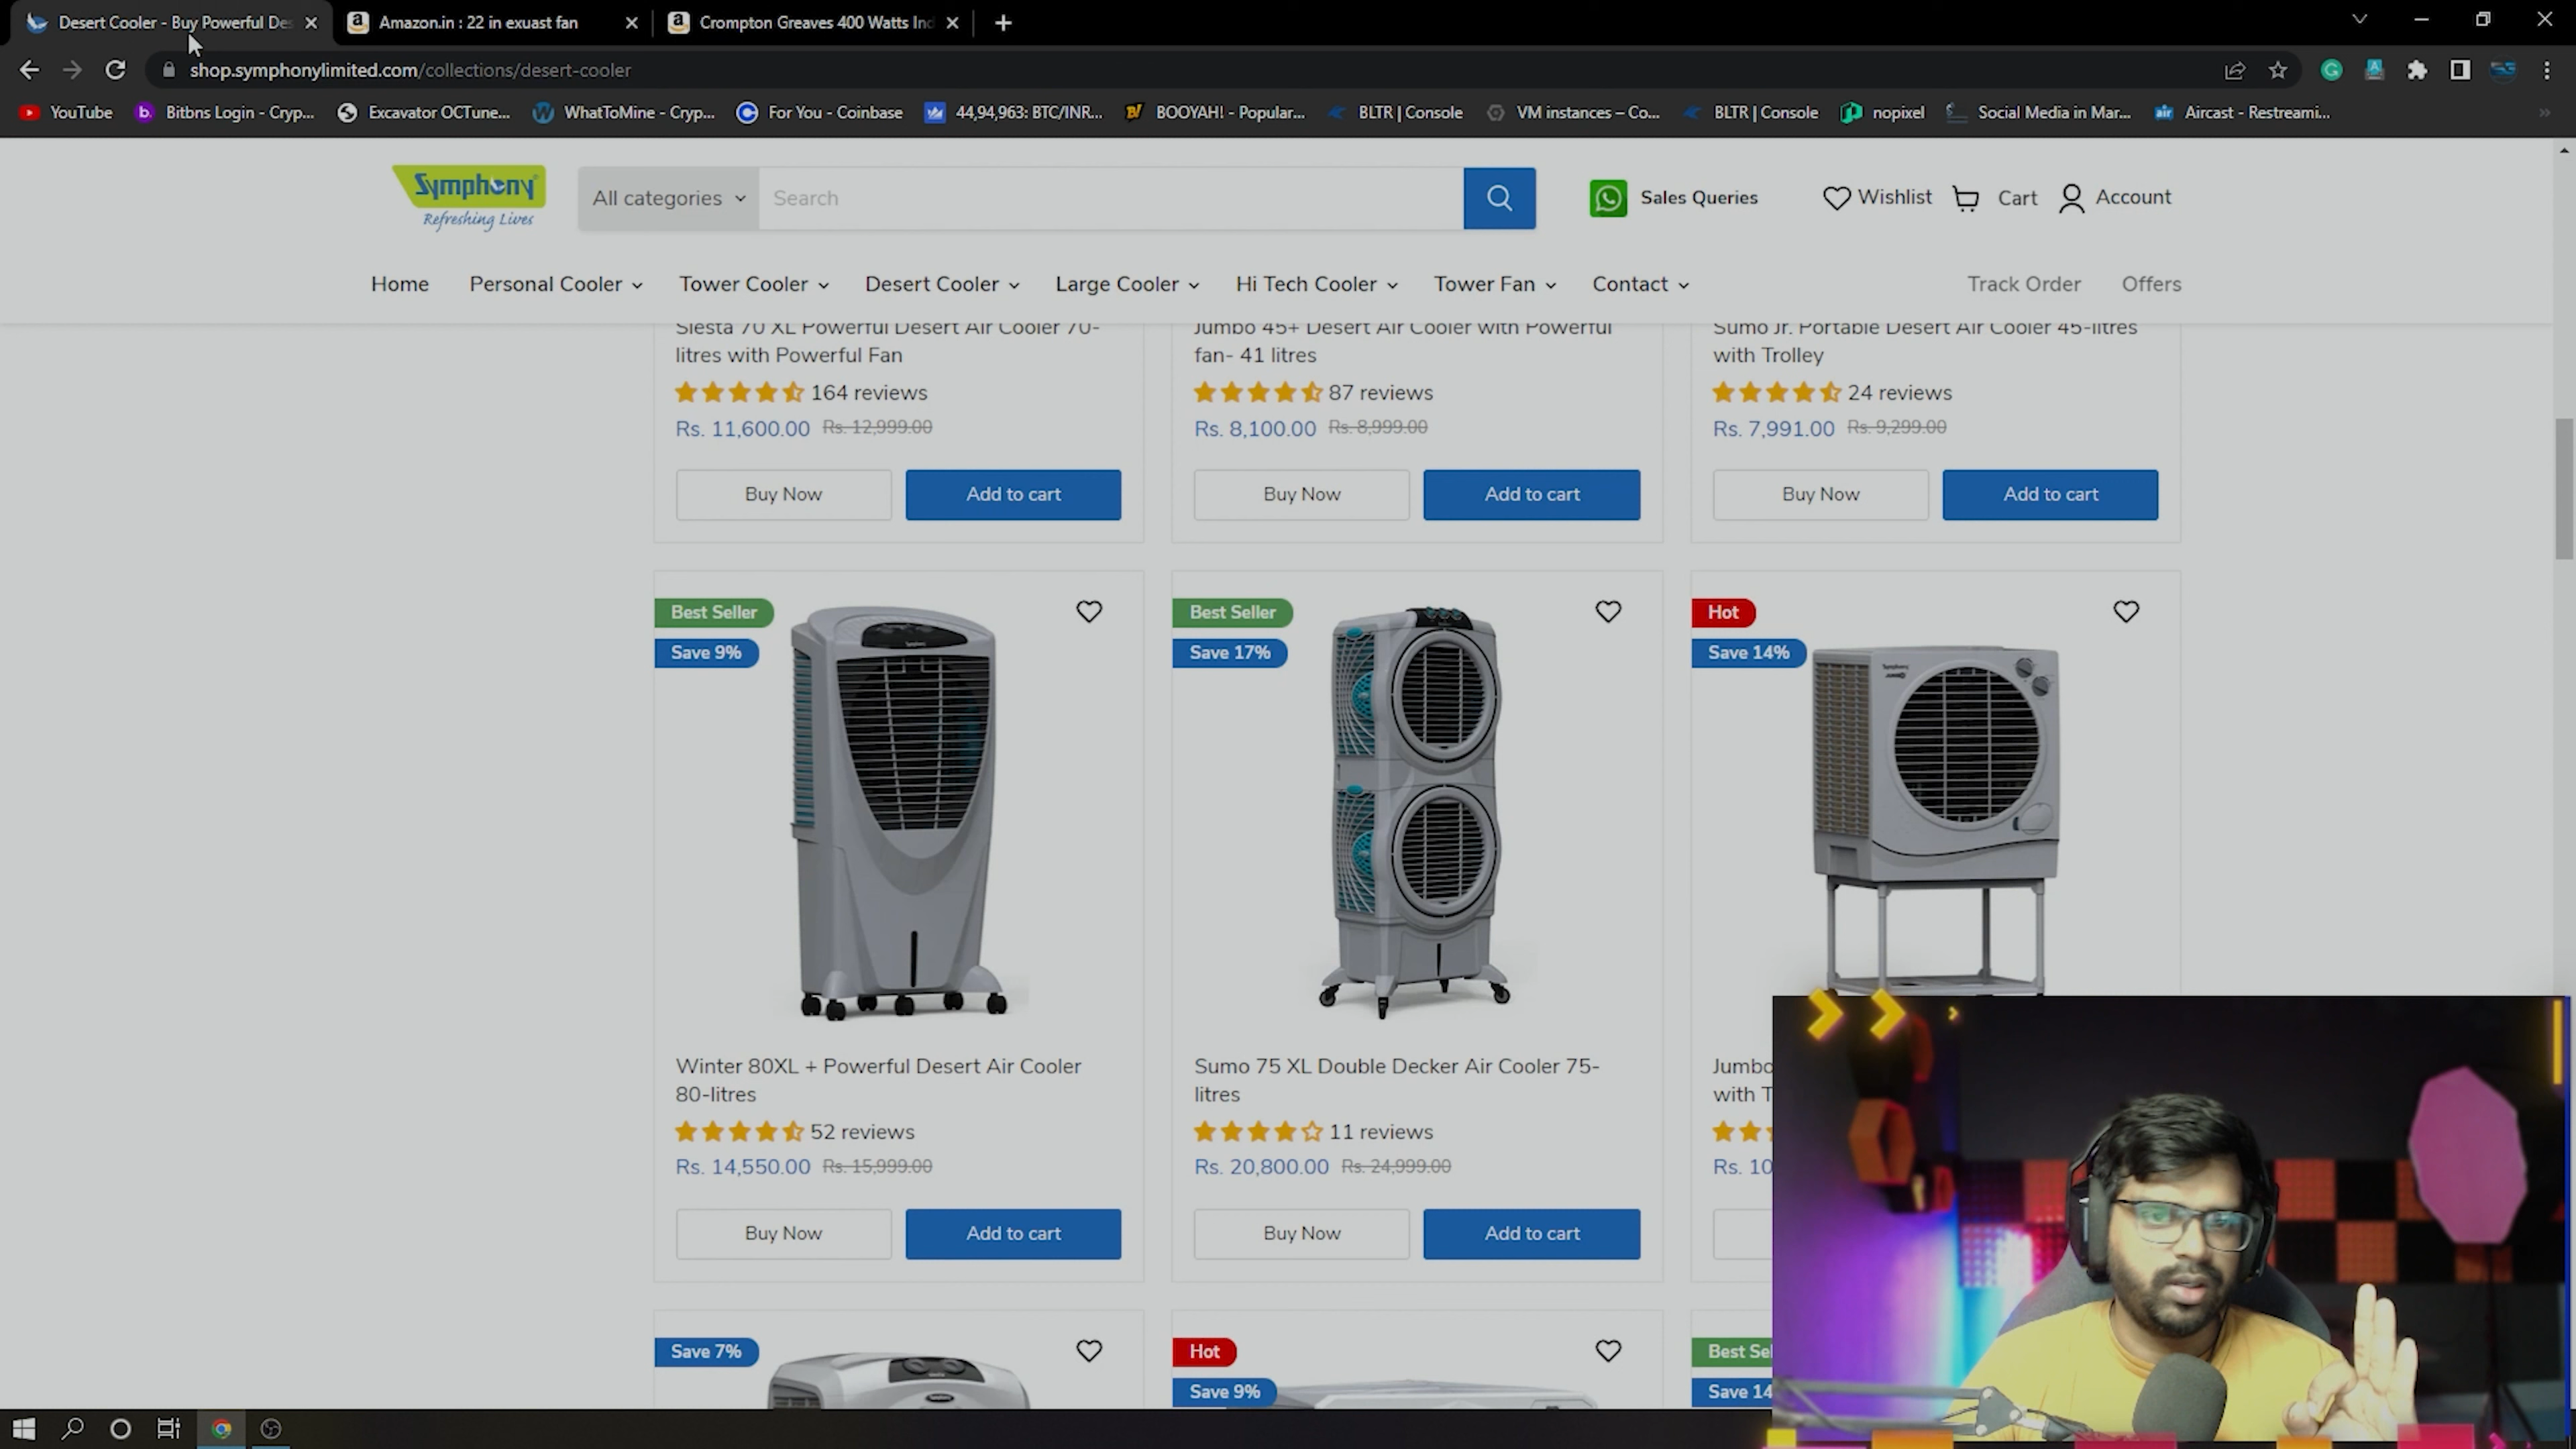 Desert Cooler - Buy Powerful De
Amazon.in : 22 in exuast fan
Crompton Greaves 400 Watts Ind
shop.symphonylimited.com/collections/desert-cooler
YouTube
Bitbns Login - Cryp...
Excavator OCTune...
WhatToMine - Cryp...
For You - Coinbase
44,94,963: BTC/INR...
BOOYAH! - Popular...
BLTR | Console
VM instances – Co...
BLTR | Console
nopixel
Social Media in Mar...
Aircast - Restreami...
Symphony
Refreshing Lives
All categories
Search
Sales Queries
Wishlist
Cart
Account
Home
Personal Cooler
Tower Cooler
Desert Cooler
Large Cooler
Hi Tech Cooler
Tower Fan
Contact
Track Order
Offers
Siesta 70 XL Powerful Desert Air Cooler 70-
litres with Powerful Fan
164 reviews
Rs. 11,600.00 Rs. 12,999.00
Buy Now
Add to cart
Jumbo 45+ Desert Air Cooler with Powerful
fan- 41 litres
87 reviews
Rs. 8,100.00 Rs. 8,999.00
Buy Now
Add to cart
Sumo Jr. Portable Desert Air Cooler 45-litres
with Trolley
24 reviews
Rs. 7,991.00 Rs. 9,299.00
Buy Now
Add to cart
Best Seller
Save 9%
Winter 80XL + Powerful Desert Air Cooler
80-litres
52 reviews
Rs. 14,550.00 Rs. 15,999.00
Buy Now
Add to cart
Best Seller
Save 17%
Sumo 75 XL Double Decker Air Cooler 75-
litres
11 reviews
Rs. 20,800.00 Rs. 24,999.00
Buy Now
Add to cart
Hot
Save 14%
Jumbo
with T
Rs. 10
Save 7%
Hot
Save 9%
Best Sel
Save 14